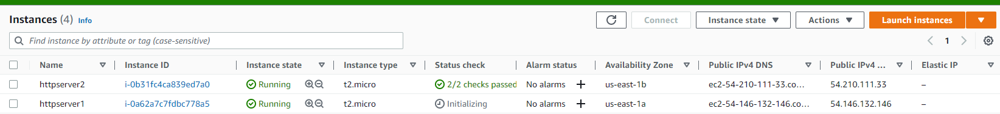 Instances (4) Info Connect Instance state Actions Launch instances
Find instance by attribute or tag (case-sensitive) 1
Name Instance ID Instance state Instance type Status check Alarm status Availability Zone Public IPv4 DNS Public IPv4 ... Elastic IP
httpserver2 i-0b31fc4ca839ed7a0 Running t2.micro 2/2 checks passed No alarms + us-east-1b ec2-54-210-111-33.co... 54.210.111.33 –
httpserver1 i-0a62a7c7fdbc778a5 Running t2.micro Initializing No alarms + us-east-1a ec2-54-146-132-146.co... 54.146.132.146 –